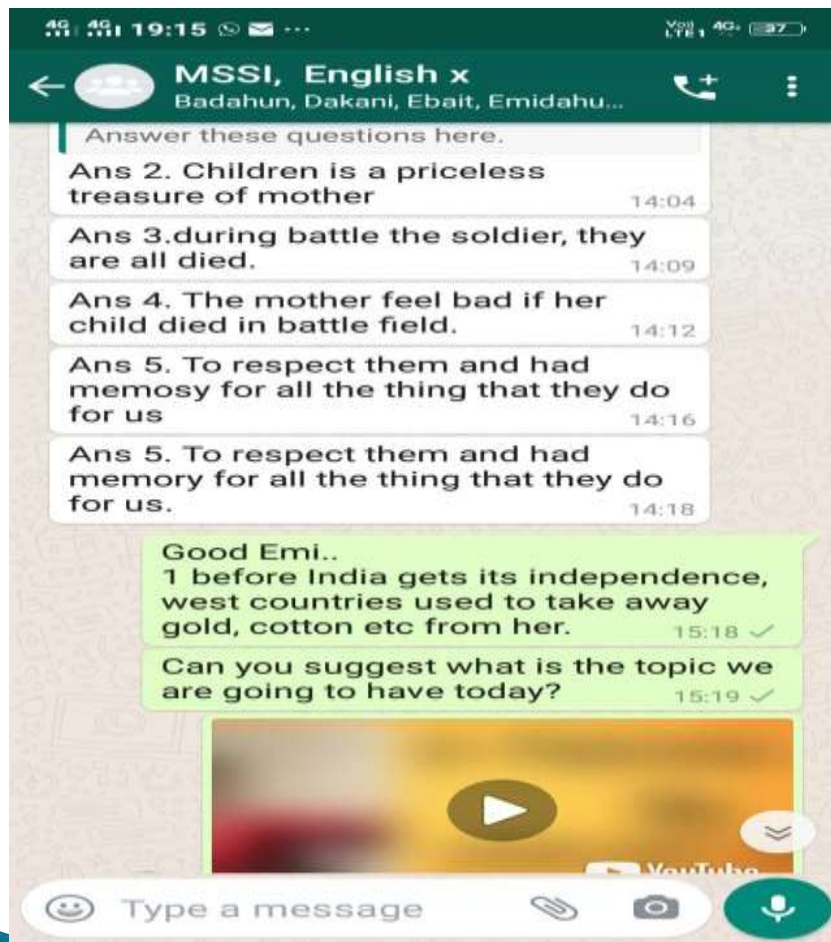 4G 4G 19:15 ... VoLTE1 4G+ 37
MSSI, English x
Badahun, Dakani, Ebait, Emidahu...
Answer these questions here.
Ans 2. Children is a priceless
treasure of mother 14:04
Ans 3.during battle the soldier, they
are all died. 14:09
Ans 4. The mother feel bad if her
child died in battle field. 14:12
Ans 5. To respect them and had
memosy for all the thing that they do
for us 14:16
Ans 5. To respect them and had
memory for all the thing that they do
for us. 14:18
Good Emi..
1 before India gets its independence,
west countries used to take away
gold, cotton etc from her. 15:18
Can you suggest what is the topic we
are going to have today? 15:19
YouTube
Type a message